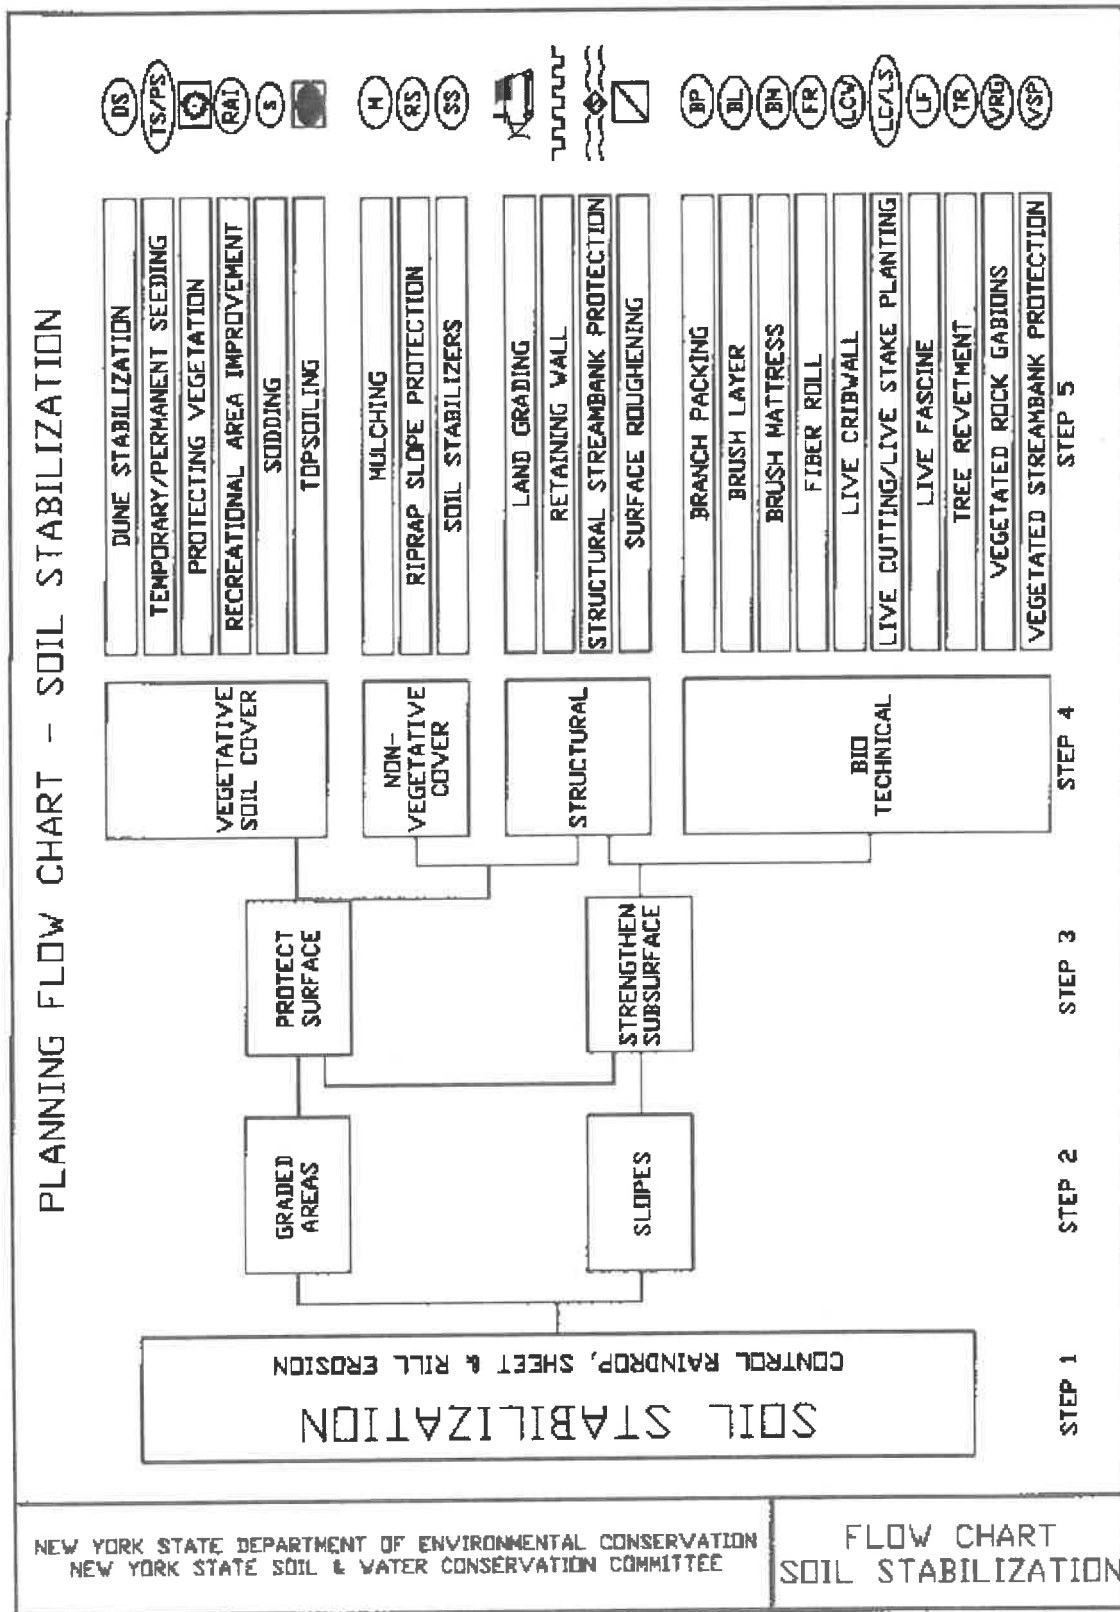 PLANNING FLOW CHART - SOIL STABILIZATION
SOIL STABILIZATION
CONTROL RAINDROP, SHEET & RILL EROSION
STEP 1
GRADED
AREAS
SLOPES
STEP 2
PROTECT
SURFACE
STRENGTHEN
SUBSURFACE
STEP 3
VEGETATIVE
SOIL COVER
NON-
VEGETATIVE
COVER
STRUCTURAL
BIO
TECHNICAL
STEP 4
DUNE STABILIZATION
DS
TEMPORARY/PERMANENT SEEDING
TS/PS
PROTECTING VEGETATION
RECREATIONAL AREA IMPROVEMENT
RAI
SODDING
S
TOPSOILING
MULCHING
M
RIPRAP SLOPE PROTECTION
RS
SOIL STABILIZERS
SS
LAND GRADING
RETAINING WALL
STRUCTURAL STREAMBANK PROTECTION
SURFACE ROUGHENING
BRANCH PACKING
BP
BRUSH LAYER
BL
BRUSH MATTRESS
BM
FIBER ROLL
FR
LIVE CRIBWALL
LCW
LIVE CUTTING/LIVE STAKE PLANTING
LC/LS
LIVE FASCINE
LF
TREE REVETMENT
TR
VEGETATED ROCK GABIONS
VRG
VEGETATED STREAMBANK PROTECTION
VSP
STEP 5
NEW YORK STATE DEPARTMENT OF ENVIRONMENTAL CONSERVATION
NEW YORK STATE SOIL & WATER CONSERVATION COMMITTEE
FLOW CHART
SOIL STABILIZATION